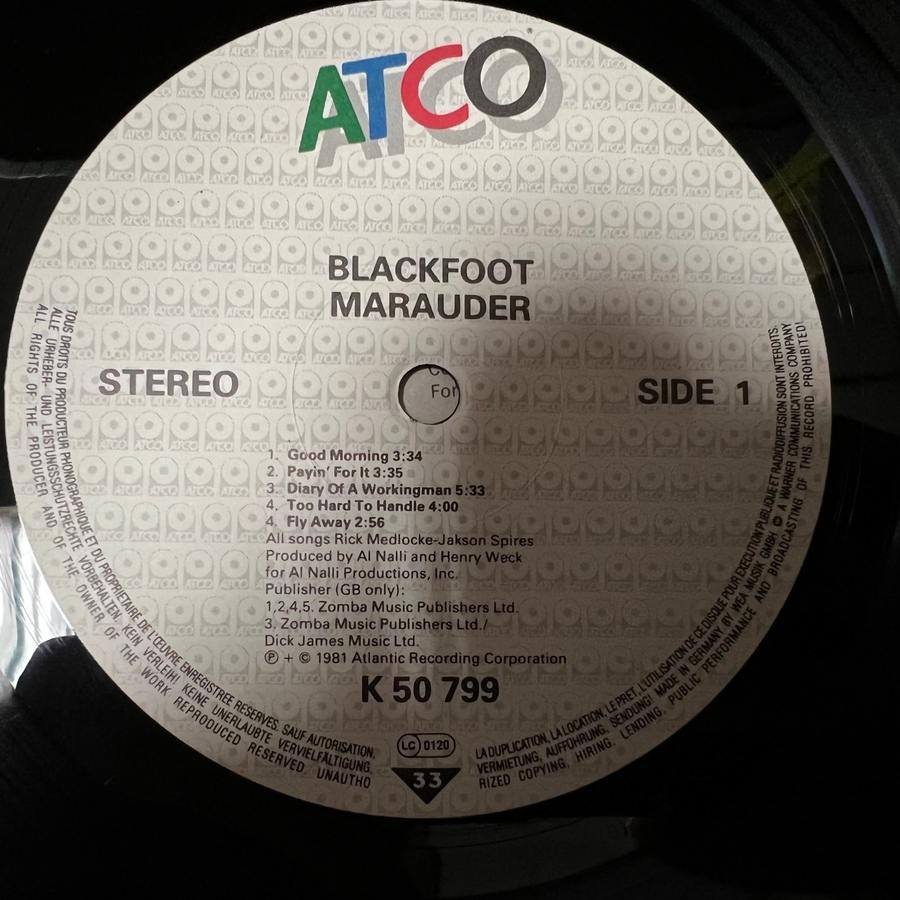 ATCO
BLACKFOOT
MARAUDER
STEREO
SIDE 1
For
1. Good Morning 3:34
2. Payin' For It 3:35
3. Diary Of A Workingman 5:33
4. Too Hard To Handle 4:00
4. Fly Away 2:56
All songs Rick Medlocke-Jakson Spires
Produced by Al Nalli and Henry Weck
for Al Nalli Productions, Inc.
Publisher (GB only):
1,2,4,5. Zomba Music Publishers Ltd.
3. Zomba Music Publishers Ltd./
Dick James Music Ltd.
℗ + © 1981 Atlantic Recording Corporation
K 50 799
LC 0120
33
TOUS DROITS DU PRODUCTEUR PHONOGRAPHIQUE ET DU PROPRIETAIRE DE L'ŒUVRE ENREGISTREE RESERVES. SAUF AUTORISATION,
LA DUPLICATION, LA LOCATION, LE PRET, L'UTILISATION DE CE DISQUE POUR EXECUTION PUBLIQUE ET RADIODIFFUSION SONT INTERDITS.
ALLE URHEBER- UND LEISTUNGSSCHUTZRECHTE VORBEHALTEN. KEIN VERLEIH! KEINE UNERLAUBTE VERVIELFÄLTIGUNG,
VERMIETUNG, AUFFÜHRUNG, SENDUNG! MADE IN GERMANY BY WEA MUSIK GMBH A WARNER COMMUNICATIONS COMPANY
ALL RIGHTS OF THE PRODUCER AND OF THE OWNER OF THE WORK REPRODUCED RESERVED UNAUTHO
RIZED COPYING, HIRING, LENDING, PUBLIC PERFORMANCE AND BROADCASTING OF THIS RECORD PROHIBITED!